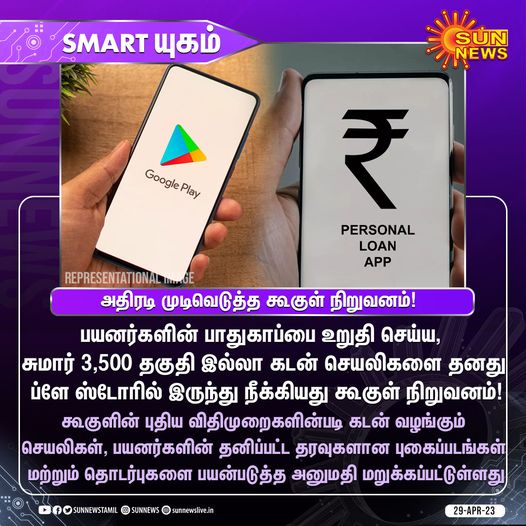 SMART யுகம்
SUN
NEWS
Google Play
₹
PERSONAL
LOAN
APP
REPRESENTATIONAL IMAGE
அதிரடி முடிவெடுத்த கூகுள் நிறுவனம்!
பயனர்களின் பாதுகாப்பை உறுதி செய்ய,
சுமார் 3,500 தகுதி இல்லா கடன் செயலிகளை தனது
ப்ளே ஸ்டோரில் இருந்து நீக்கியது கூகுள் நிறுவனம்!
கூகுளின் புதிய விதிமுறைகளின்படி கடன் வழங்கும்
செயலிகள், பயனர்களின் தனிப்பட்ட தரவுகளான புகைப்படங்கள்
மற்றும் தொடர்புகளை பயன்படுத்த அனுமதி மறுக்கப்பட்டுள்ளது
SUNNEWSTAMIL SUNNEWS sunnewslive.in 29-APR-23
SUNNEWS